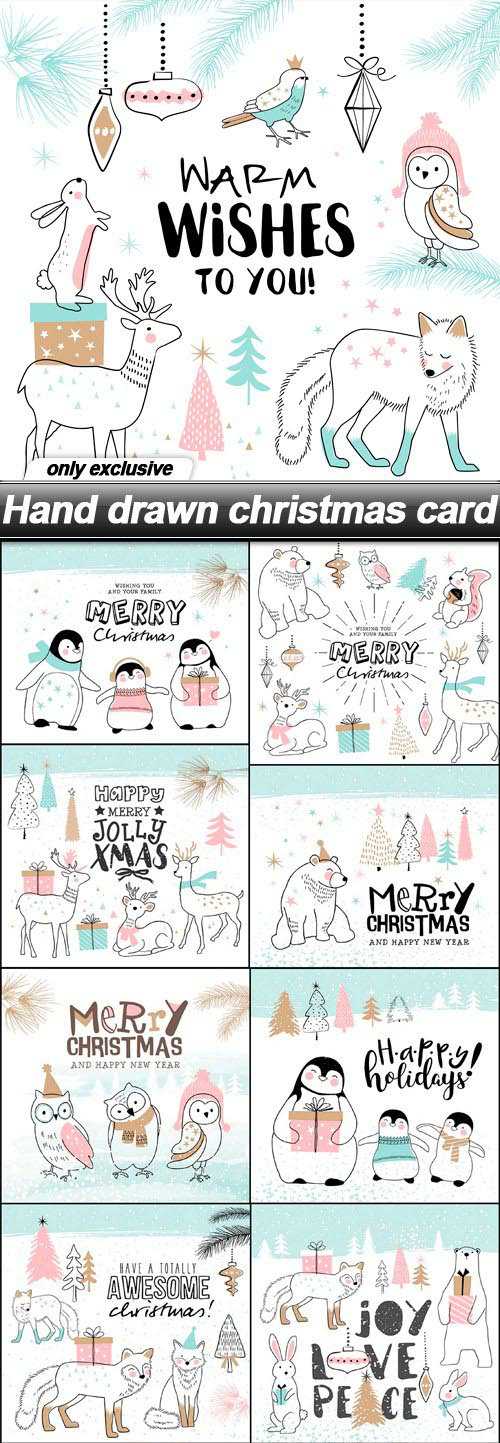 WARM
WiSHES
TO YOU!
only exclusive
Hand drawn christmas card
WISHING YOU
AND YOUR FAMILY
MERRY
Christmas
WISHING YOU
AND YOUR FAMILY
MERRY
Christmas
HaPPy
MERRY
JOLLY
XMAS
MeRry
CHRISTMAS
AND HAPPY NEW YEAR
MeRry
CHRISTMAS
AND HAPPY NEW YEAR
HaPPy
holidays!
HAVE A TOTALLY
AWESOME
christmas!
JOY
LOVE
PEACE